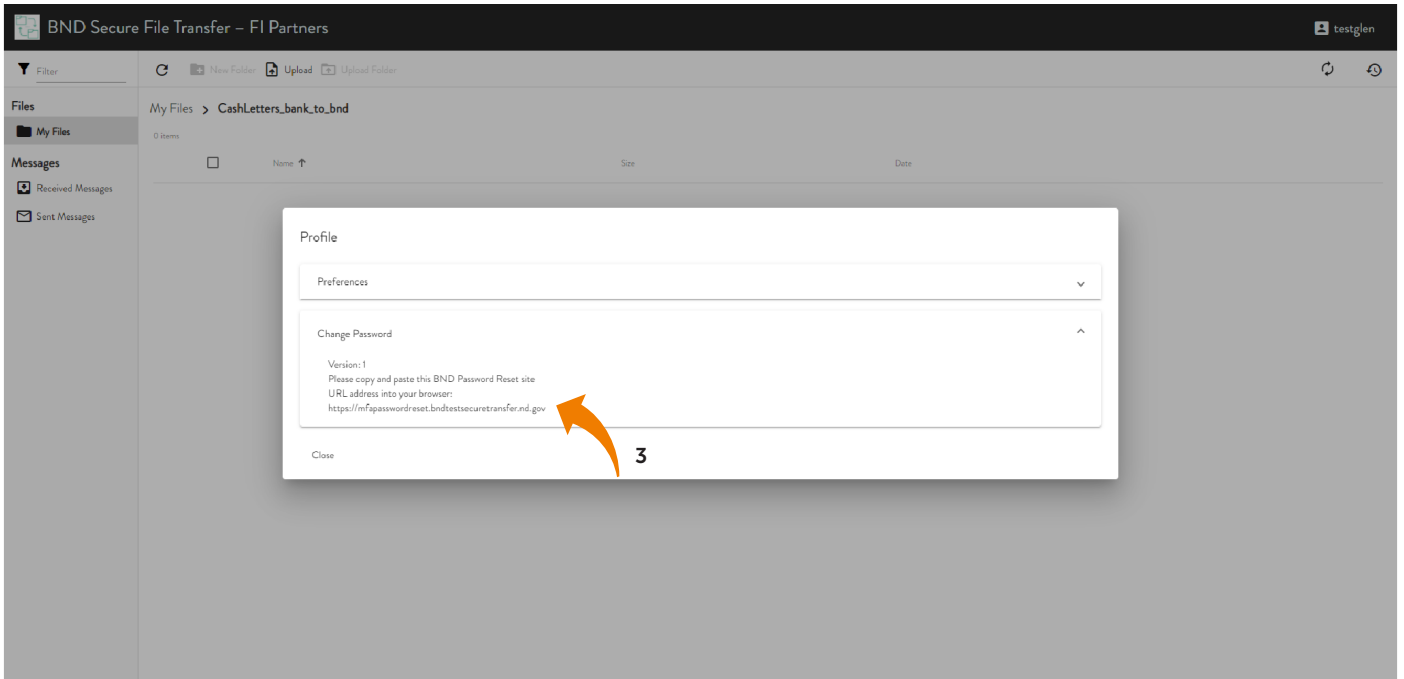 BND Secure File Transfer – FI Partners
testglen
Filter
New Folder
Upload
Upload Folder
Files
My Files
Messages
Received Messages
Sent Messages
My Files > CashLetters_bank_to_bnd
0 items
Name
Size
Date
Profile
Preferences
Change Password
Version: 1
Please copy and paste this BND Password Reset site
URL address into your browser:
https://mfapasswordreset.bndtestsecuretransfer.nd.gov
3
Close